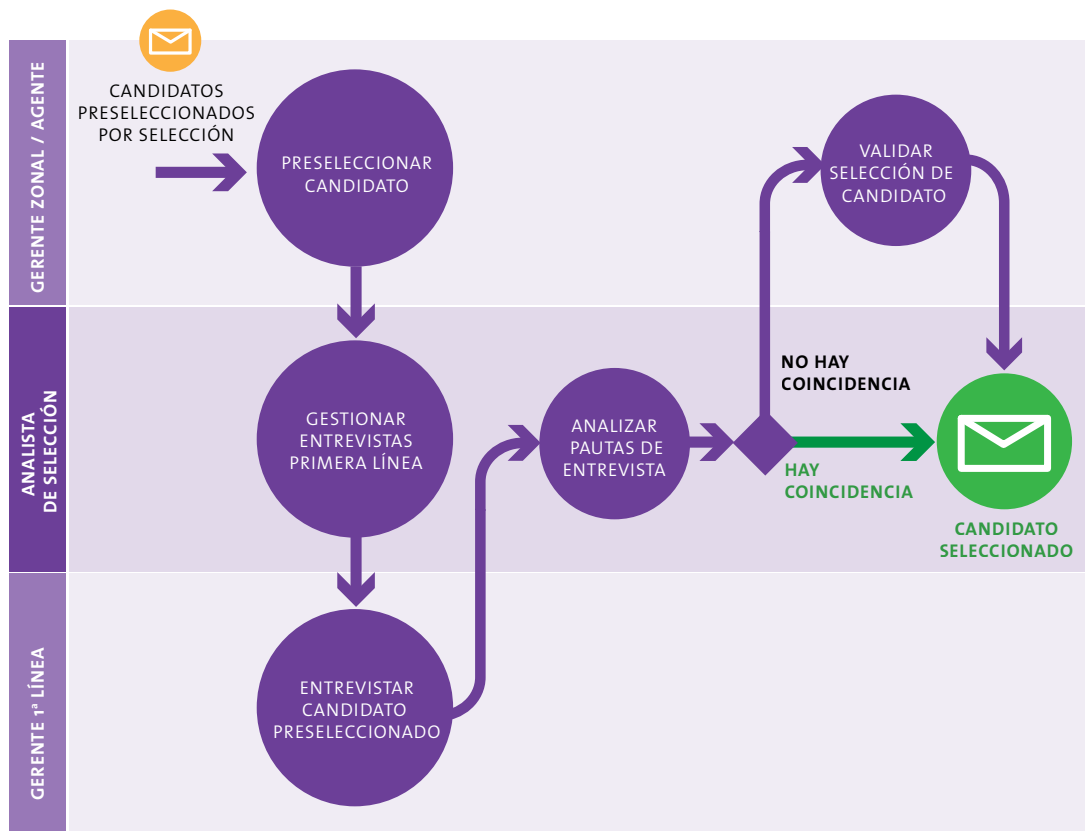 GERENTE ZONAL / AGENTE
CANDIDATOS
PRESELECCIONADOS
POR SELECCIÓN
PRESELECCIONAR
CANDIDATO
VALIDAR
SELECCIÓN DE
CANDIDATO
ANALISTA
DE SELECCIÓN
GESTIONAR
ENTREVISTAS
PRIMERA LÍNEA
ANALIZAR
PAUTAS DE
ENTREVISTA
NO HAY
COINCIDENCIA
HAY
COINCIDENCIA
CANDIDATO
SELECCIONADO
GERENTE 1ª LÍNEA
ENTREVISTAR
CANDIDATO
PRESELECCIONADO